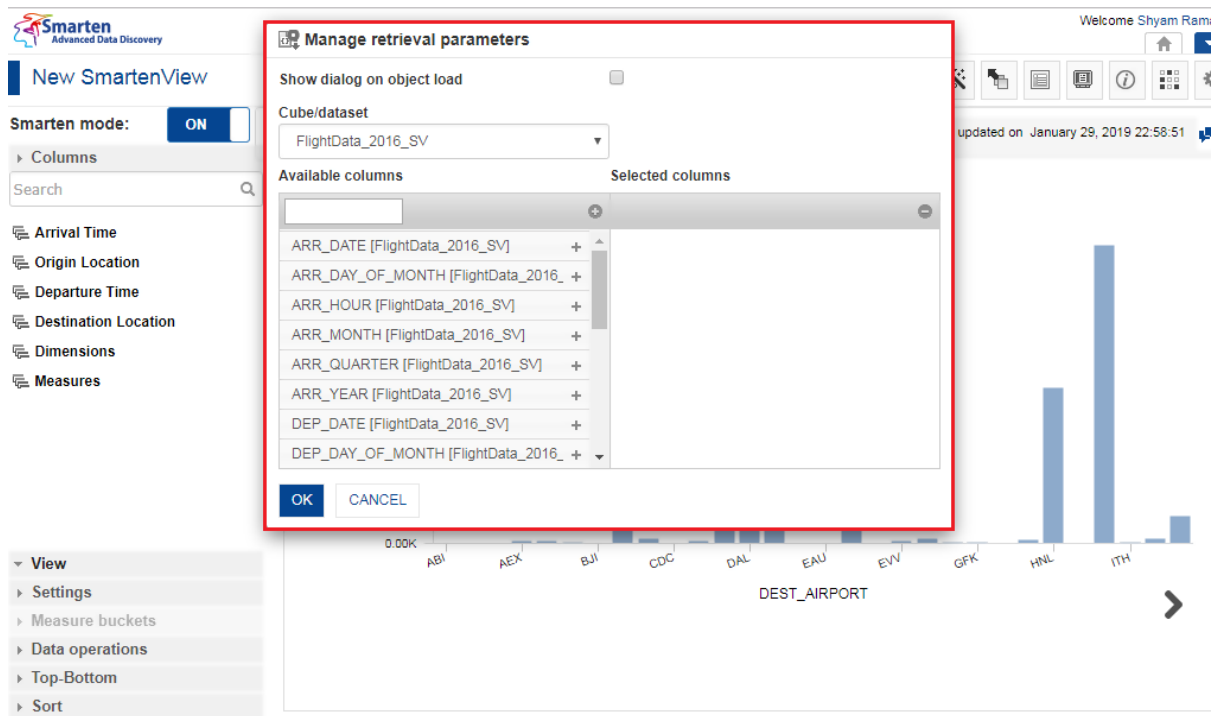 Smarten
Advanced Data Discovery
Welcome Shyam Rama
New SmartenView
Smarten mode:
ON
Columns
Search
Arrival Time
Origin Location
Departure Time
Destination Location
Dimensions
Measures
View
Settings
Measure buckets
Data operations
Top-Bottom
Sort
Manage retrieval parameters
Show dialog on object load
Cube/dataset
FlightData_2016_SV
Available columns
Selected columns
ARR_DATE [FlightData_2016_SV]
ARR_DAY_OF_MONTH [FlightData_2016_
ARR_HOUR [FlightData_2016_SV]
ARR_MONTH [FlightData_2016_SV]
ARR_QUARTER [FlightData_2016_SV]
ARR_YEAR [FlightData_2016_SV]
DEP_DATE [FlightData_2016_SV]
DEP_DAY_OF_MONTH [FlightData_2016_
OK CANCEL
updated on January 29, 2019 22:58:51
0.00K
ABI AEX BJI CDC DAL EAU EVV GFK HNL ITH
DEST_AIRPORT